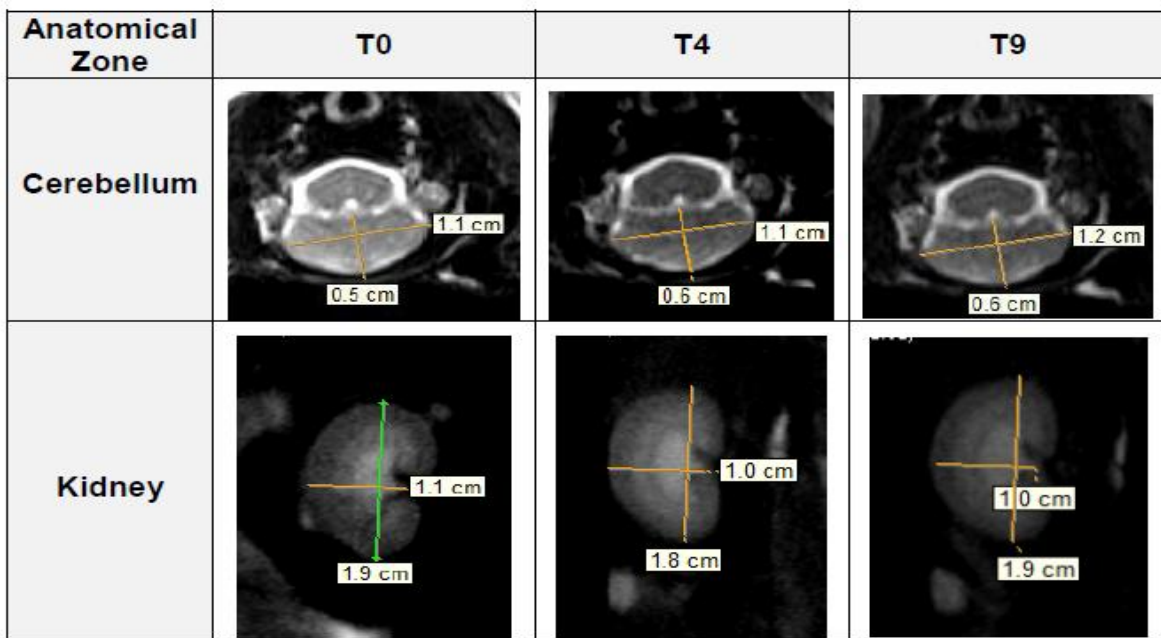 Anatomical Zone
T0
T4
T9
Cerebellum
1.1 cm
0.5 cm
1.1 cm
0.6 cm
1.2 cm
0.6 cm
Kidney
1.1 cm
1.9 cm
1.0 cm
1.8 cm
1.0 cm
1.9 cm